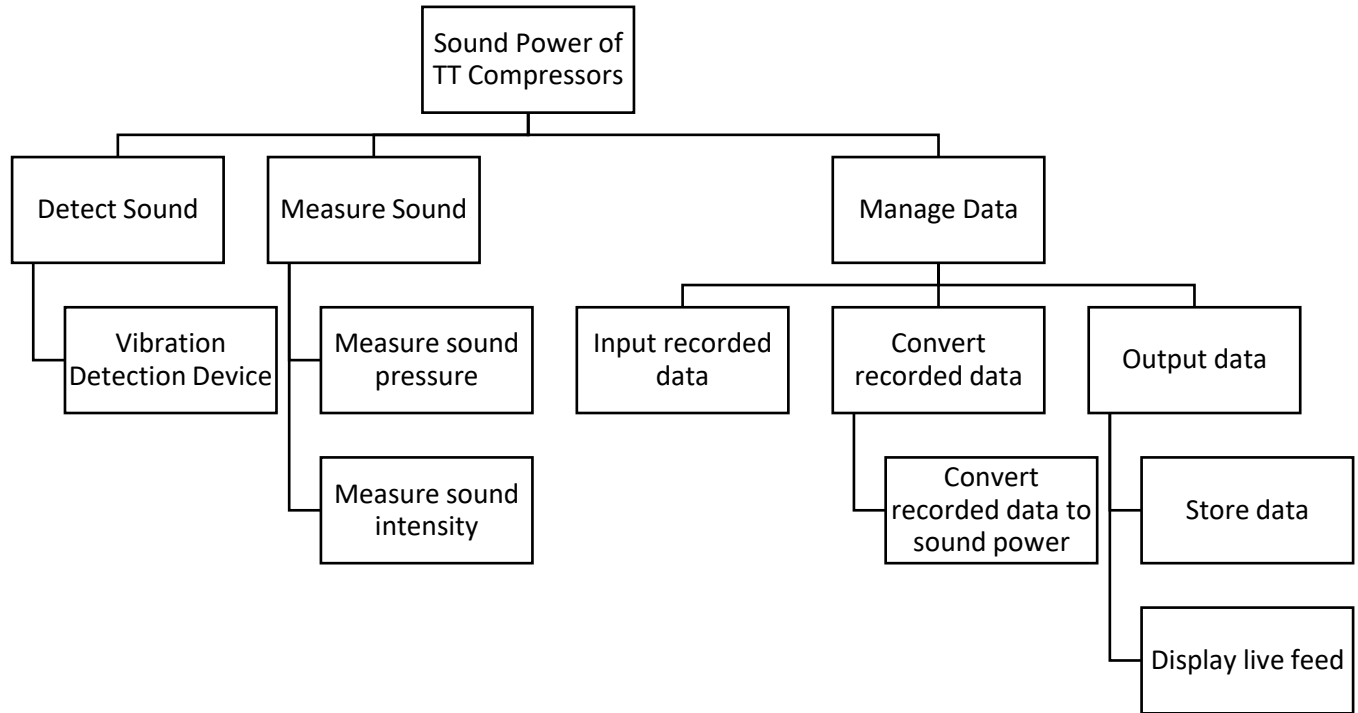 Sound Power of
TT Compressors
Detect Sound
Measure Sound
Manage Data
Vibration
Detection Device
Measure sound
pressure
Measure sound
intensity
Input recorded
data
Convert
recorded data
Convert
recorded data to
sound power
Output data
Store data
Display live feed